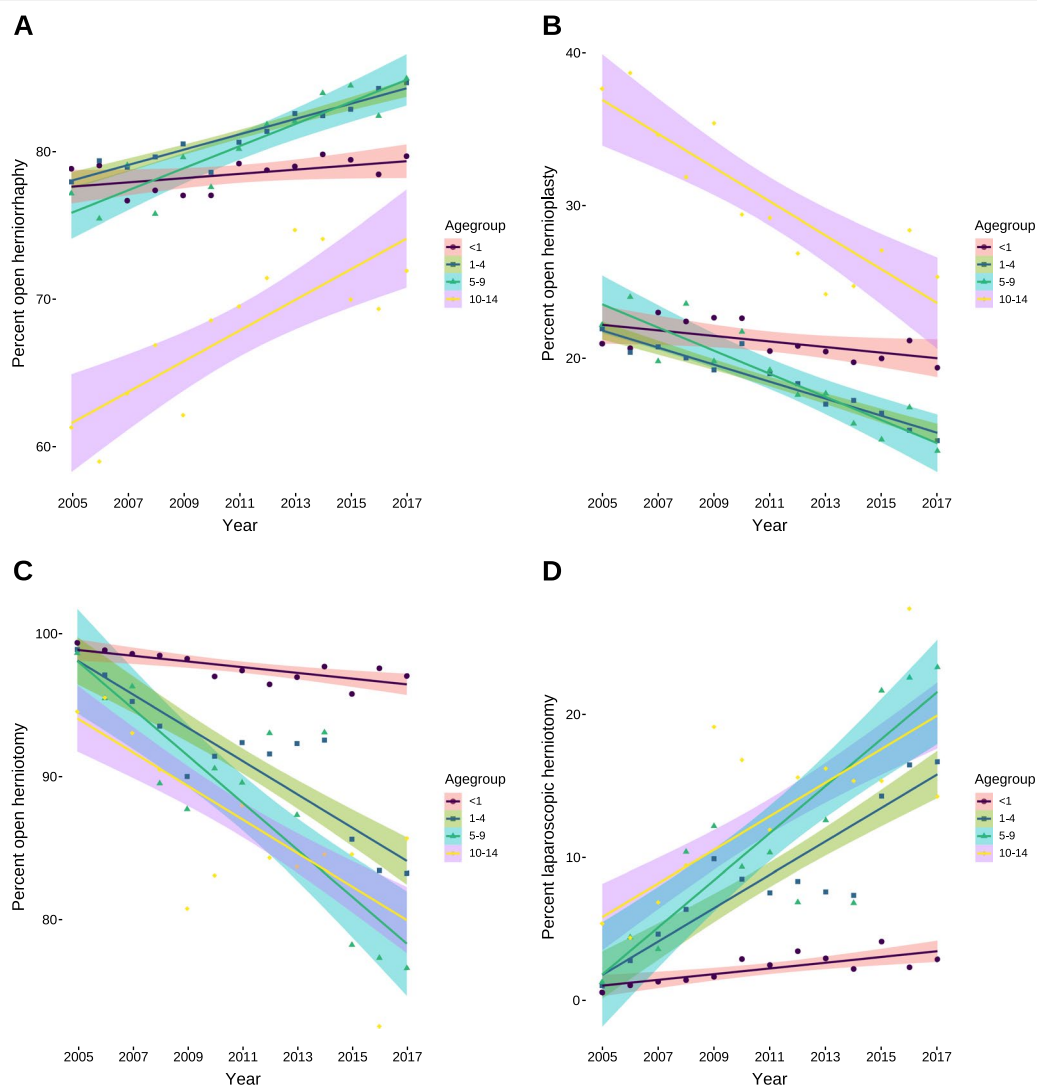 A
Percent open herniorrhaphy
80-
70-
60-
2005 2007 2009 2011 2013 2015 2017
Year
Agegroup
<1
1-4
5-9
10-14
B
Percent open hernioplasty
40-
30-
20-
2005 2007 2009 2011 2013 2015 2017
Year
Agegroup
<1
1-4
5-9
10-14
C
Percent open herniotomy
100-
90-
80-
2005 2007 2009 2011 2013 2015 2017
Year
Agegroup
<1
1-4
5-9
10-14
D
Percent laparoscopic herniotomy
20-
10-
0-
2005 2007 2009 2011 2013 2015 2017
Year
Agegroup
<1
1-4
5-9
10-14